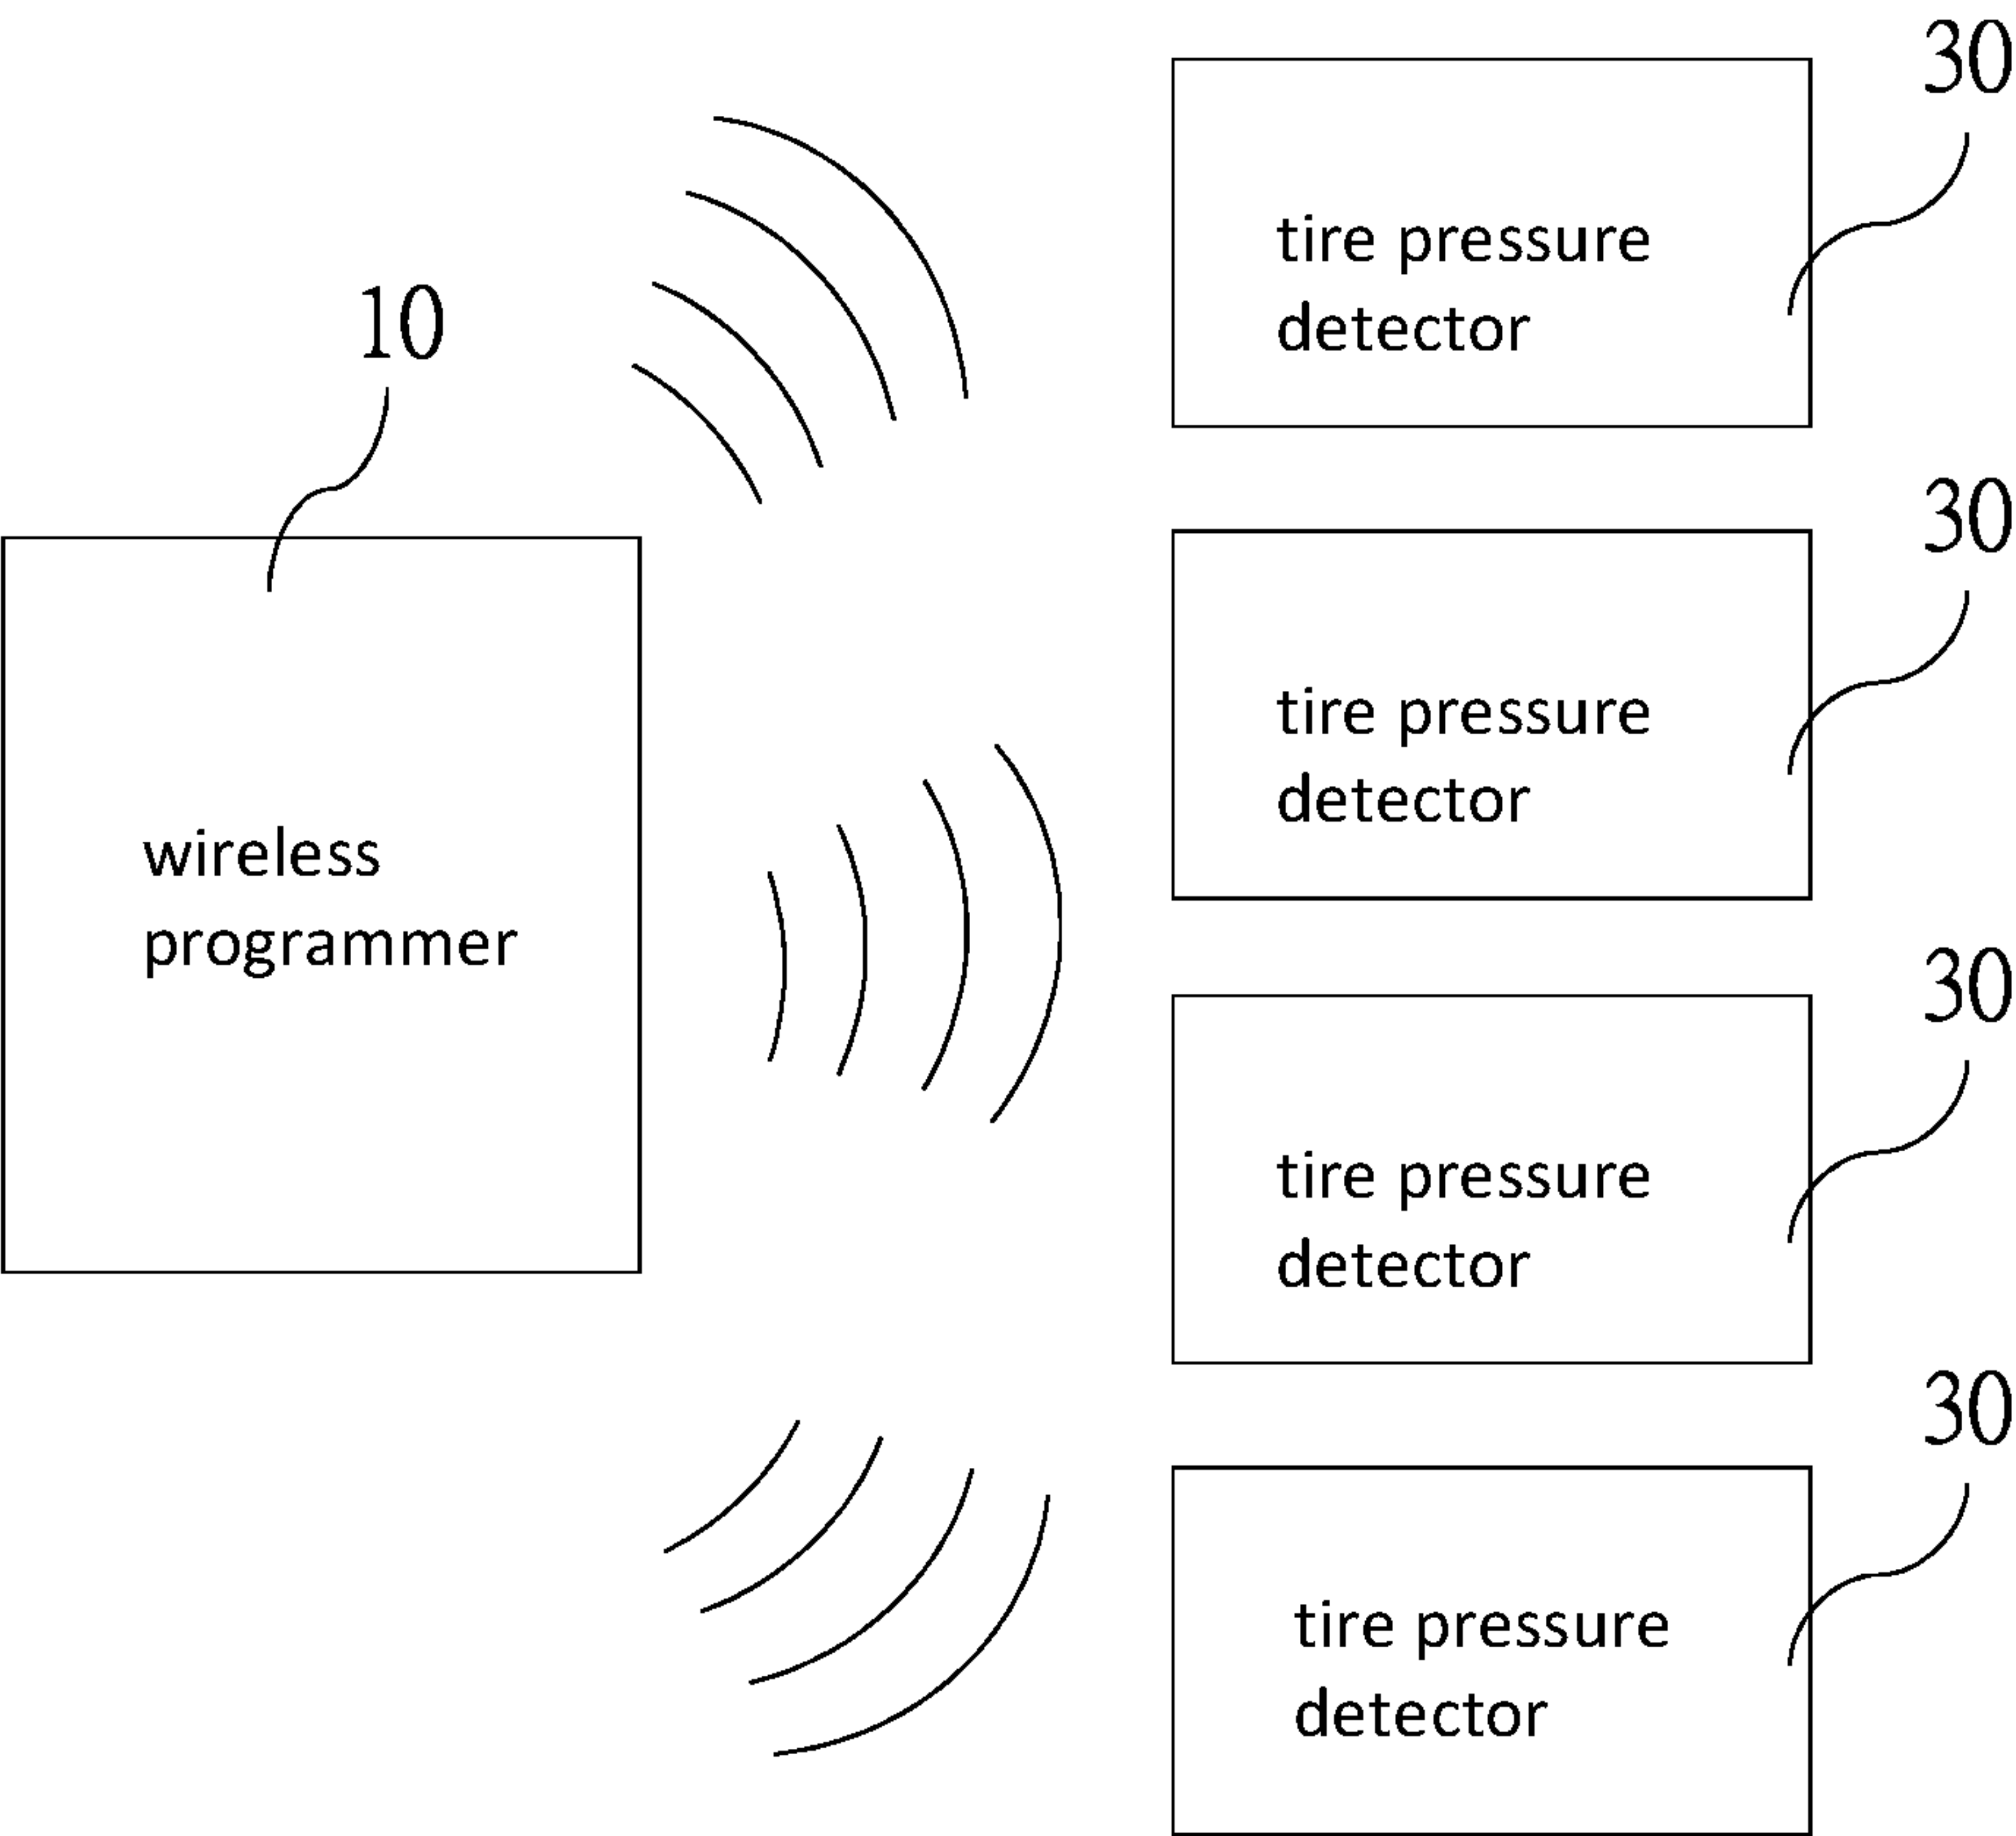 30
tire pressure
detector
10
30
tire pressure
detector
wireless
programmer
30
tire pressure
detector
30
tire pressure
detector